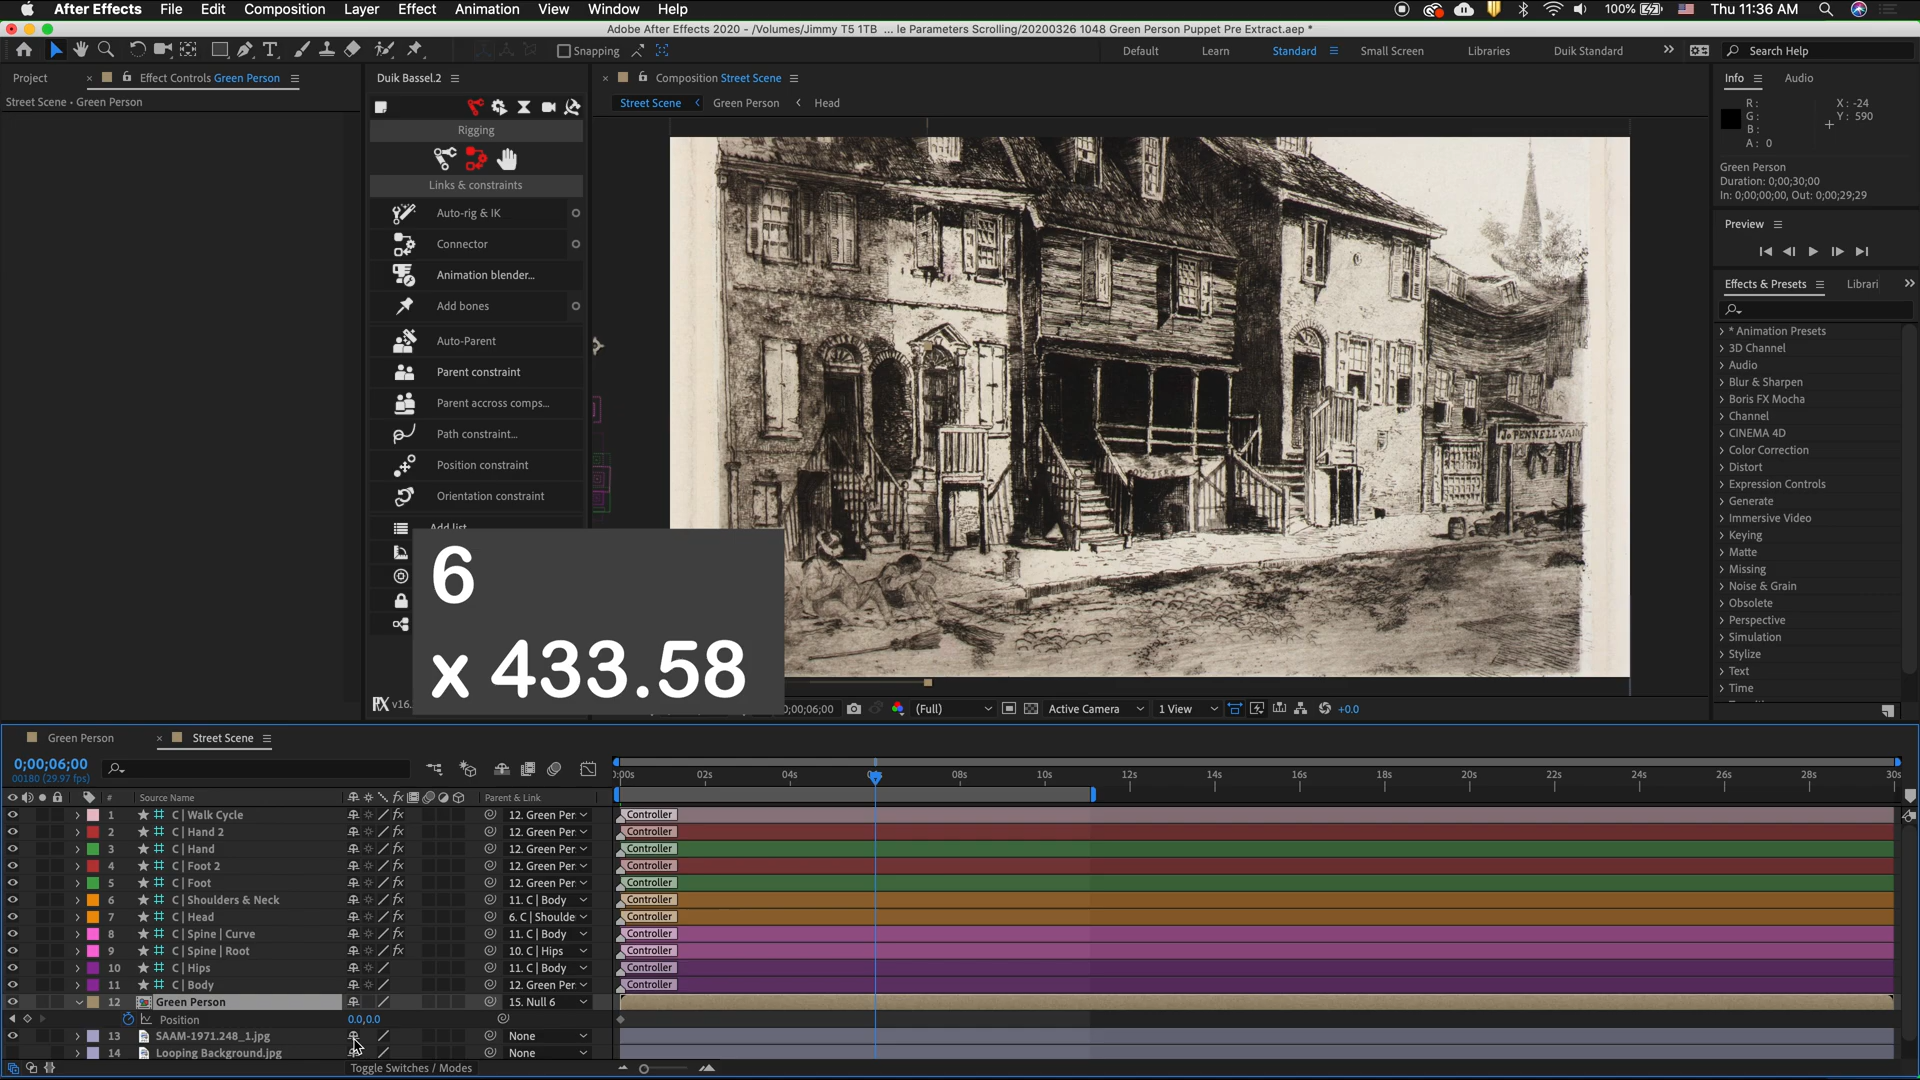 After Effects File Edit Composition Layer Effect Animation View Window Help 100% Thu 11:36 AM
Adobe After Effects 2020 - /Volumes/Jimmy T5 1TB ... le Parameters Scrolling/20200326 1048 Green Person Puppet Pre Extract.aep *
Snapping Default Learn Standard Small Screen Libraries Duik Standard Search Help
Project Effect Controls Green Person
Street Scene • Green Person
Duik Bassel.2
Rigging
Links & constraints
Auto-rig & IK
Connector
Animation blender...
Add bones
Auto-Parent
Parent constraint
Parent accross comps...
Path constraint...
Position constraint
Orientation constraint
Add list
v16.
6
x 433.58
Composition Street Scene
Street Scene Green Person Head
Jo PENNELL
0;00;06;00 (Full) Active Camera 1 View +0.0
Info Audio
R: X: -24
G: Y: 590
B:
A: 0
Green Person
Duration: 0;00;30;00
In: 0;00;00;00, Out: 0;00;29;29
Preview
Effects & Presets Librari
* Animation Presets
3D Channel
Audio
Blur & Sharpen
Boris FX Mocha
Channel
CINEMA 4D
Color Correction
Distort
Expression Controls
Generate
Immersive Video
Keying
Matte
Missing
Noise & Grain
Obsolete
Perspective
Simulation
Stylize
Text
Time
Green Person Street Scene
0;00;06;00
00180 (29.97 fps)
:00s 02s 04s 08s 10s 12s 14s 16s 18s 20s 22s 24s 26s 28s 30s
# Source Name fx Parent & Link
1 C | Walk Cycle fx 12. Green Per Controller
2 C | Hand 2 fx 12. Green Per Controller
3 C | Hand fx 12. Green Per Controller
4 C | Foot 2 fx 12. Green Per Controller
5 C | Foot fx 12. Green Per Controller
6 C | Shoulders & Neck fx 11. C | Body Controller
7 C | Head fx 6. C | Shoulde Controller
8 C | Spine | Curve fx 11. C | Body Controller
9 C | Spine | Root fx 10. C | Hips Controller
10 C | Hips 11. C | Body Controller
11 C | Body 12. Green Per Controller
12 Green Person 15. Null 6
Position 0.0,0.0
13 SAAM-1971.248_1.jpg None
14 Looping Background.jpg None
Toggle Switches / Modes